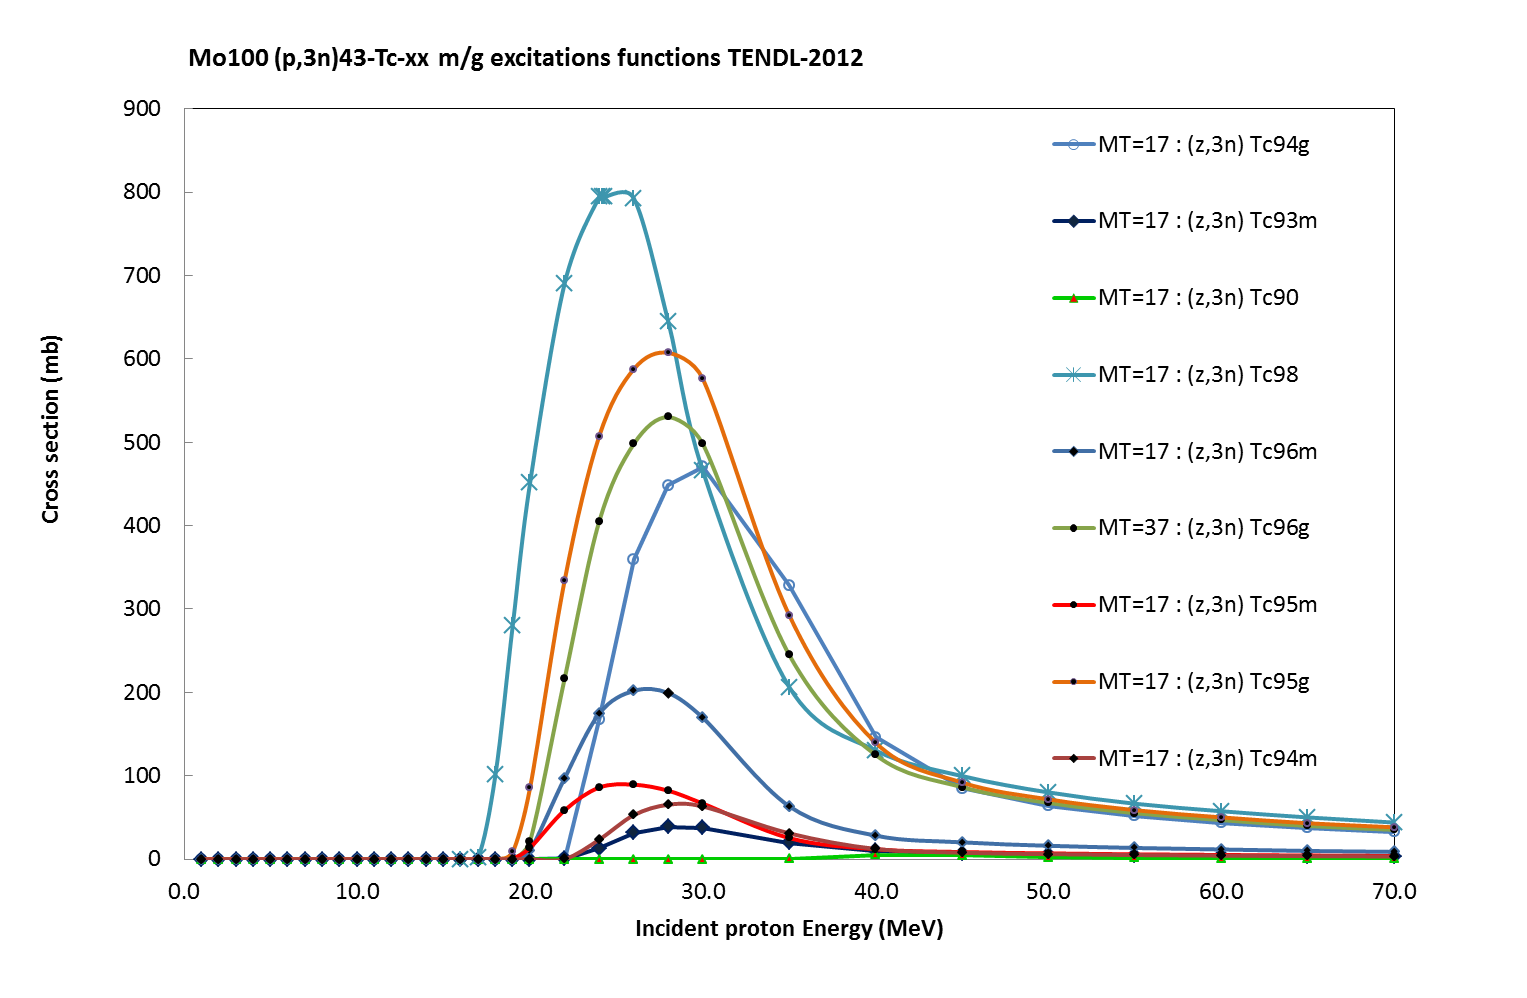 Mo100 (p,3n)43-Tc-xx m/g excitations functions TENDL-2012
900
800
700
600
500
400
300
200
100
0
Cross section (mb)
0.0 10.0 20.0 30.0 40.0 50.0 60.0 70.0
Incident proton Energy (MeV)
MT=17 : (z,3n) Tc94g
MT=17 : (z,3n) Tc93m
MT=17 : (z,3n) Tc90
MT=17 : (z,3n) Tc98
MT=17 : (z,3n) Tc96m
MT=37 : (z,3n) Tc96g
MT=17 : (z,3n) Tc95m
MT=17 : (z,3n) Tc95g
MT=17 : (z,3n) Tc94m